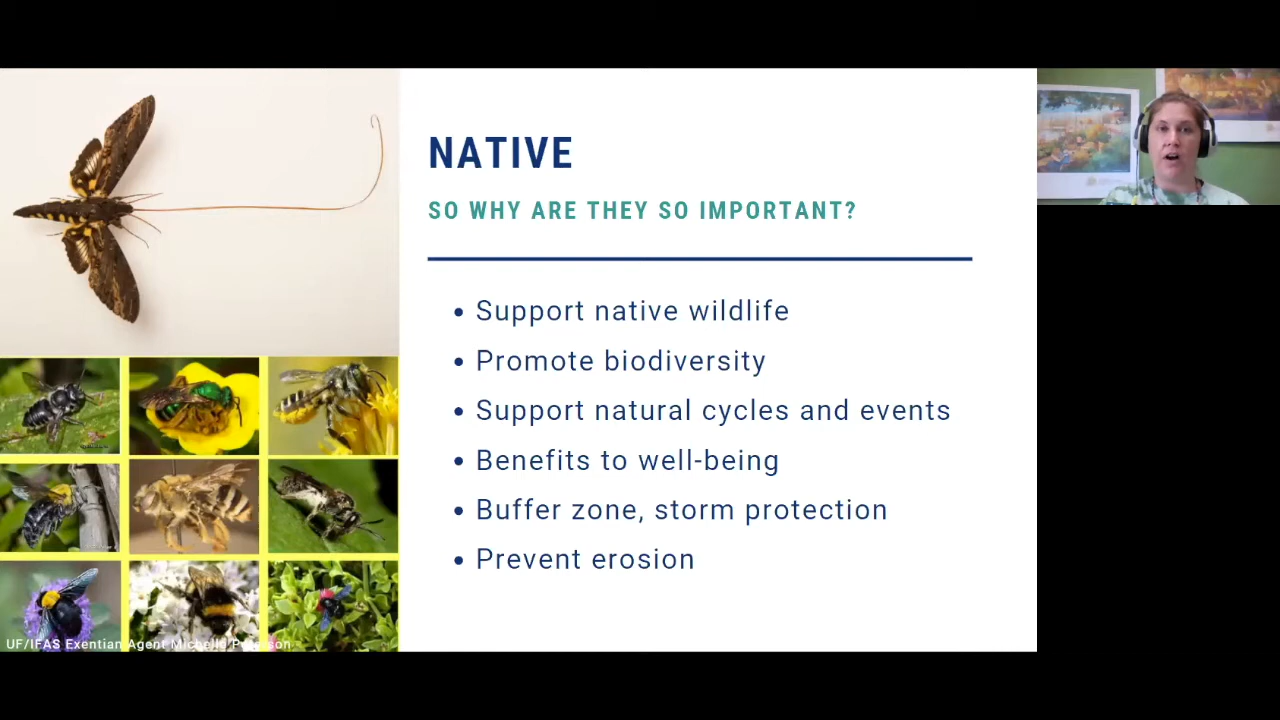 NATIVE
SO WHY ARE THEY SO IMPORTANT?
• Support native wildlife
• Promote biodiversity
• Support natural cycles and events
• Benefits to well-being
• Buffer zone, storm protection
• Prevent erosion
UF/IFAS Exentian Agent Michelle Peterson